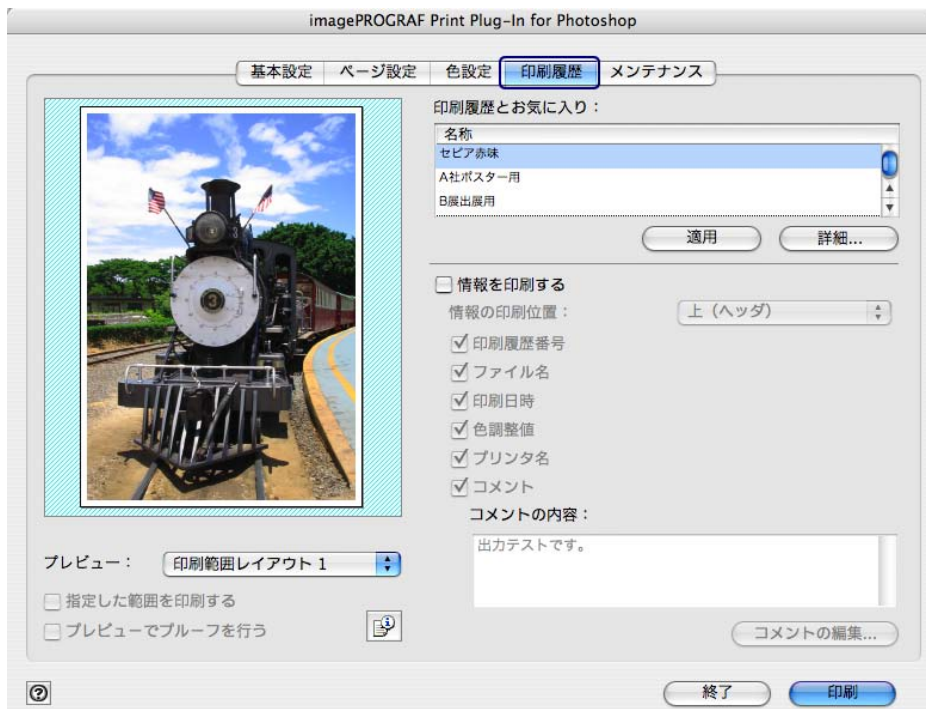 imagePROGRAF Print Plug-In for Photoshop
基本設定 ページ設定 色設定 印刷履歴 メンテナンス
印刷履歴とお気に入り：
名称
セピア赤味
A社ポスター用
B展出展用
適用 詳細...
情報を印刷する
情報の印刷位置： 上（ヘッダ）
印刷履歴番号
ファイル名
印刷日時
色調整値
プリンタ名
コメント
コメントの内容：
出力テストです。
コメントの編集...
3
プレビュー： 印刷範囲レイアウト 1
指定した範囲を印刷する
プレビューでプルーフを行う
? 終了 印刷